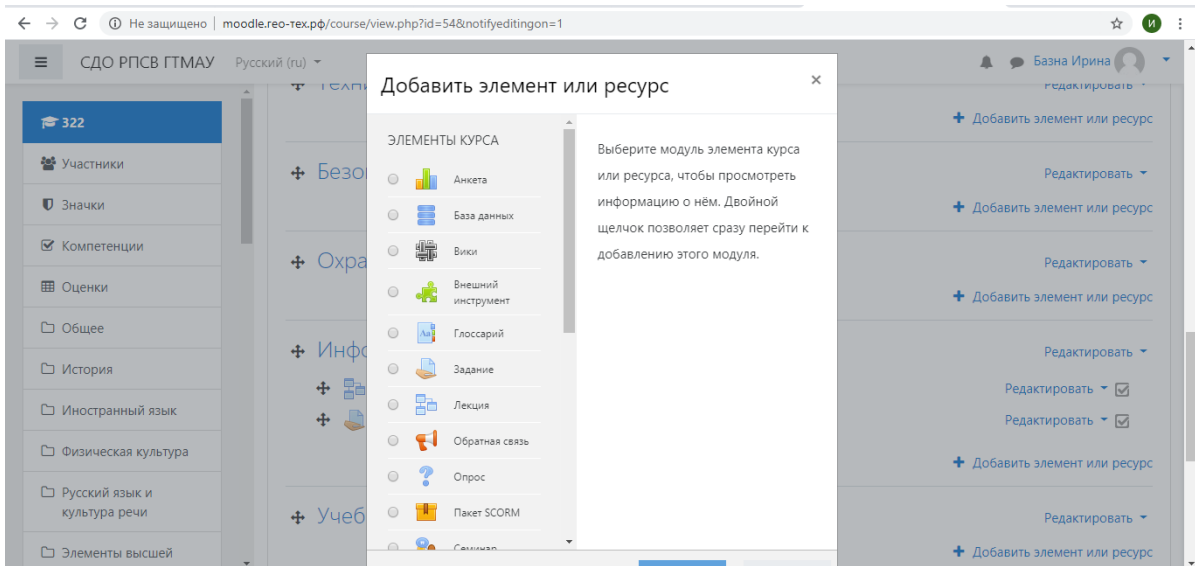 Не защищено | moodle.reo-тех.рф/course/view.php?id=54&notifyeditingon=1
И
СДО РПСВ ГТМАУ Русский (ru)
Базна Ирина
322
Участники
Значки
Компетенции
Оценки
Общее
История
Иностранный язык
Физическая культура
Русский язык и
культура речи
Элементы высшей
Добавить элемент или ресурс ×
ЭЛЕМЕНТЫ КУРСА
Анкета
База данных
Вики
Внешний
инструмент
Глоссарий
Задание
Лекция
Обратная связь
Опрос
Пакет SCORM
Семинар
Выберите модуль элемента курса
или ресурса, чтобы просмотреть
информацию о нём. Двойной
щелчок позволяет сразу перейти к
добавлению этого модуля.
Техн
Редактировать
Добавить элемент или ресурс
Безо
Редактировать
Добавить элемент или ресурс
Охра
Редактировать
Добавить элемент или ресурс
Инфо
Редактировать
Редактировать
Редактировать
Добавить элемент или ресурс
Учеб
Редактировать
Добавить элемент или ресурс